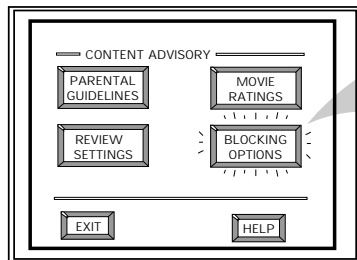 CONTENT ADVISORY
PARENTAL
GUIDELINES
MOVIE
RATINGS
REVIEW
SETTINGS
BLOCKING
OPTIONS
EXIT
HELP